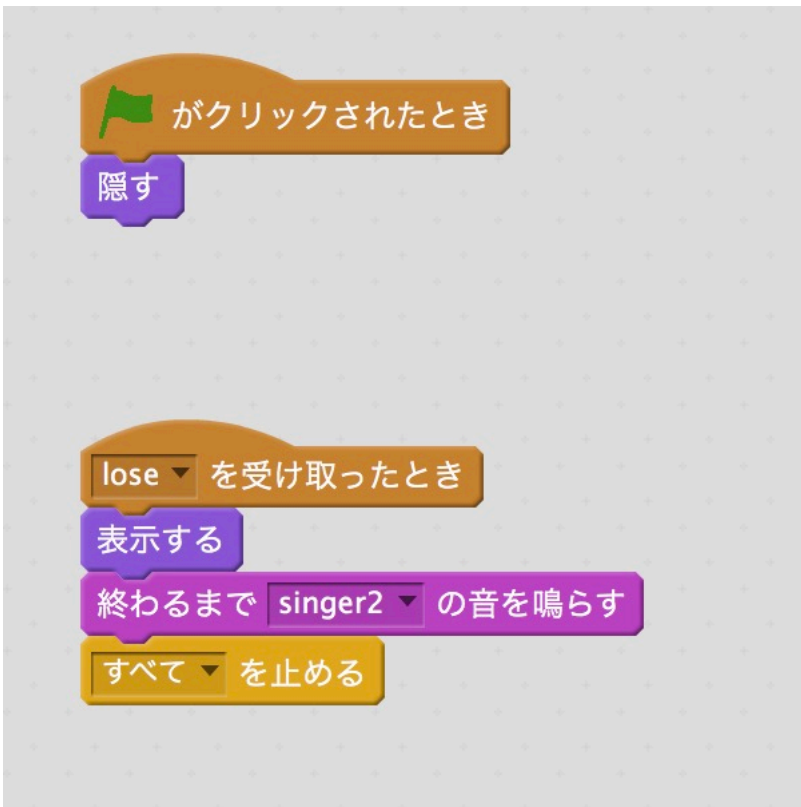 がクリックされたとき
隠す
lose を受け取ったとき
表示する
終わるまで singer2 の音を鳴らす
すべて を止める